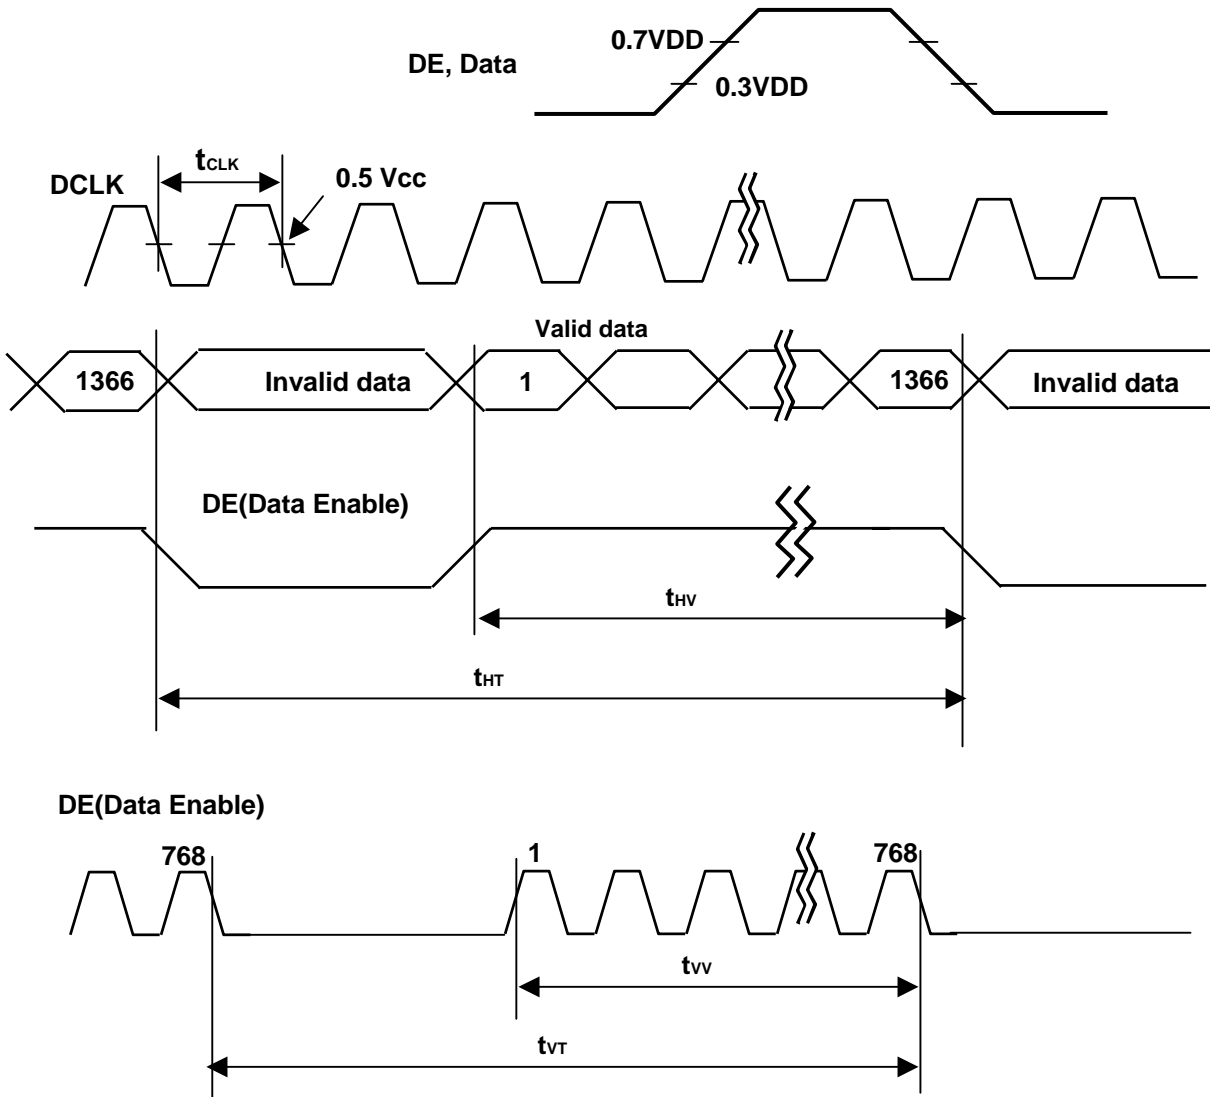 0.7VDD
DE, Data
0.3VDD
tCLK
DCLK
0.5 Vcc
Valid data
1366 Invalid data 1 1366 Invalid data
DE(Data Enable)
tHV
tHT
DE(Data Enable)
768 1 768
tVV
tVT